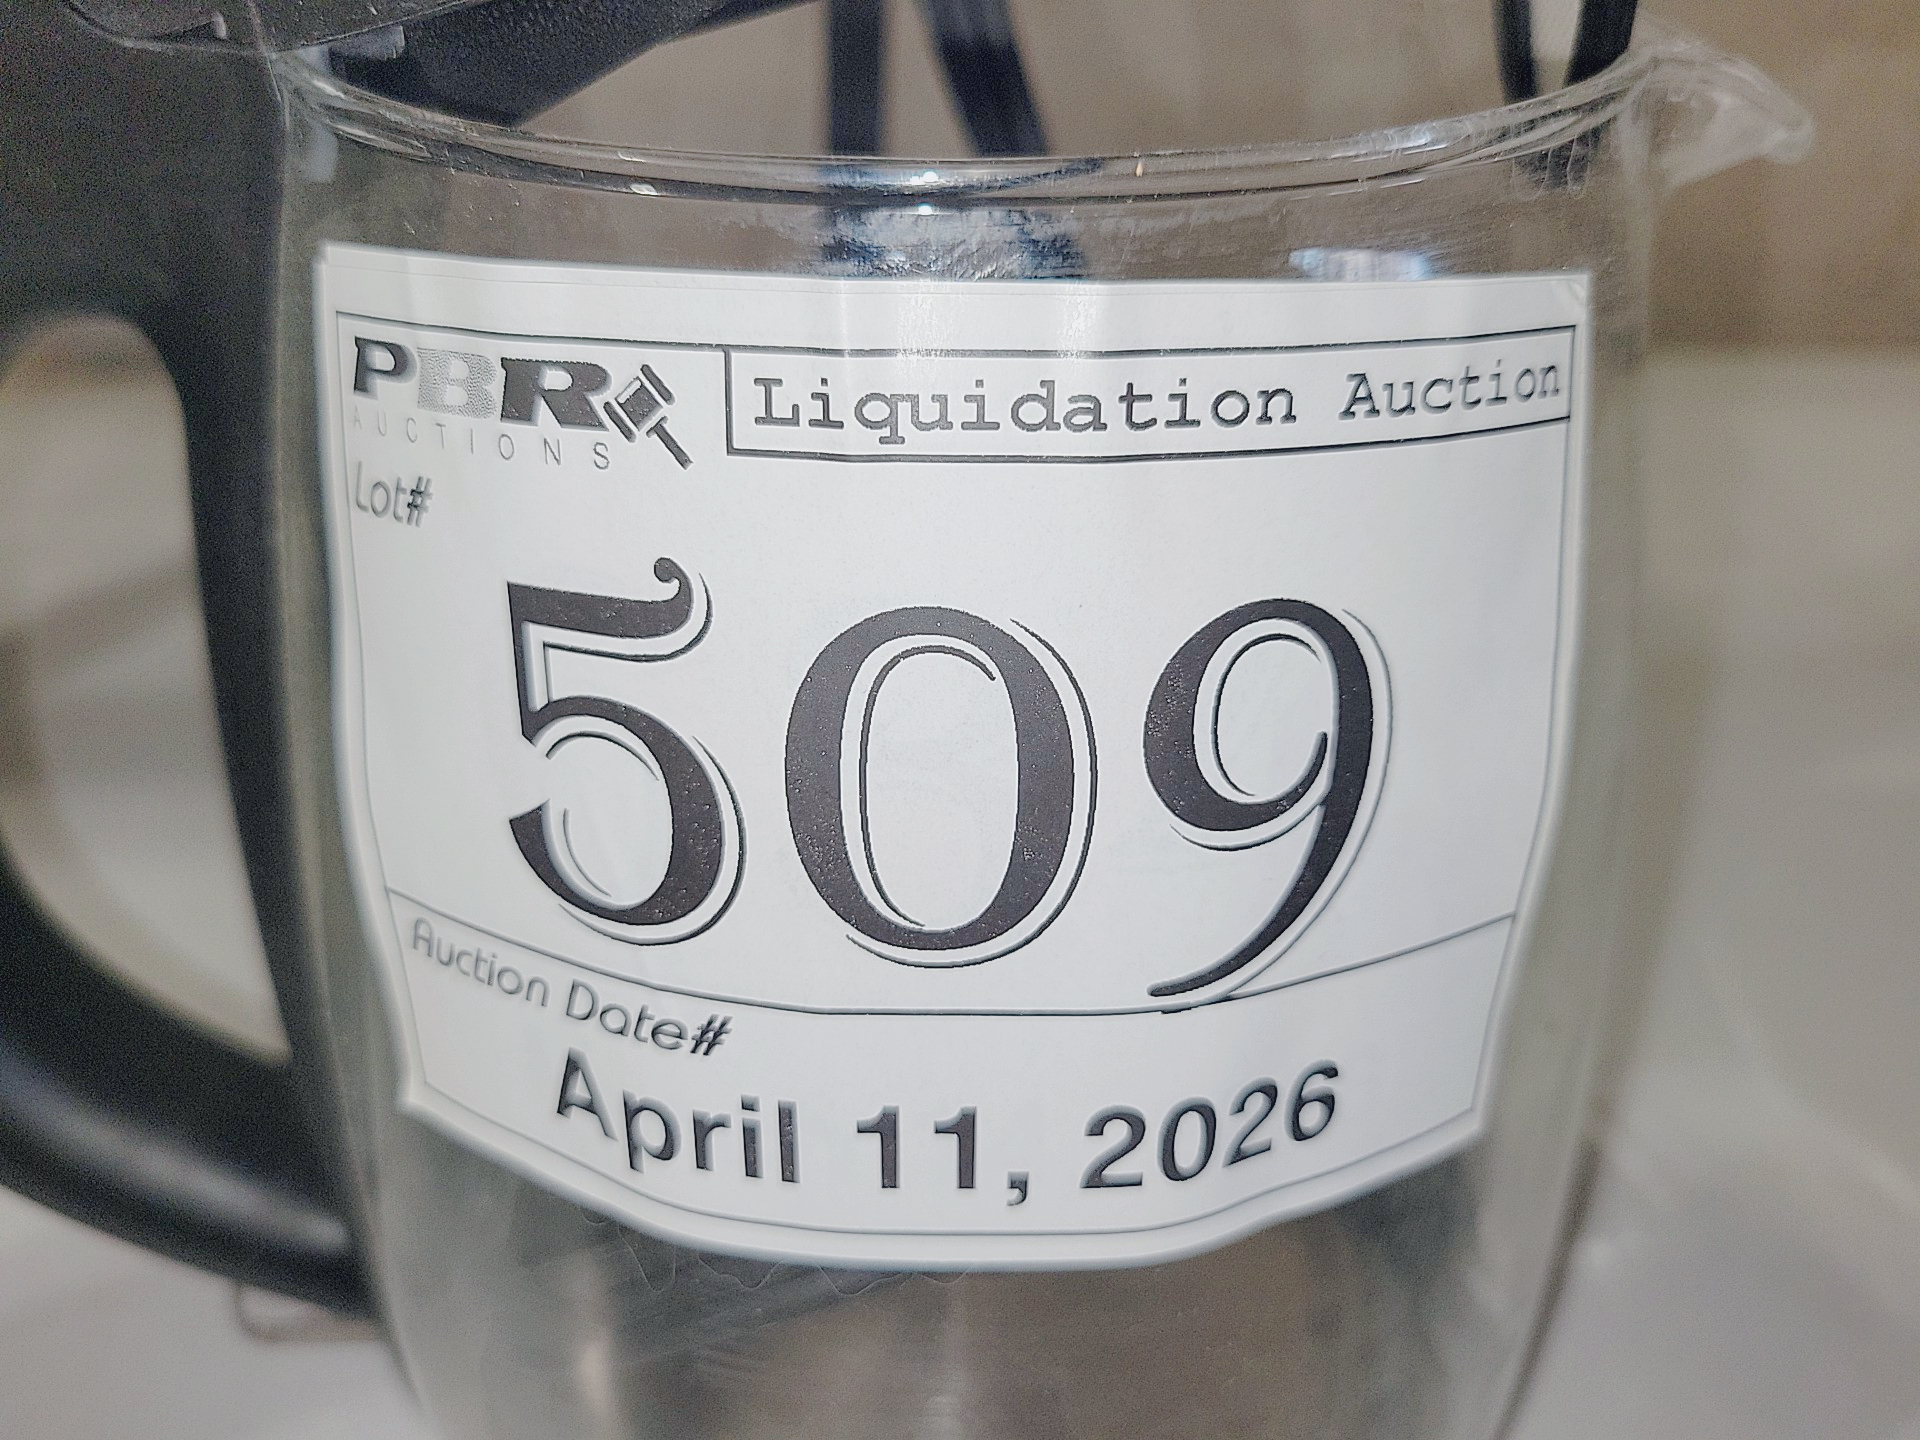 PBR
AUCTIONS
Liquidation Auction
Lot#
509
Auction Date#
April 11, 2026